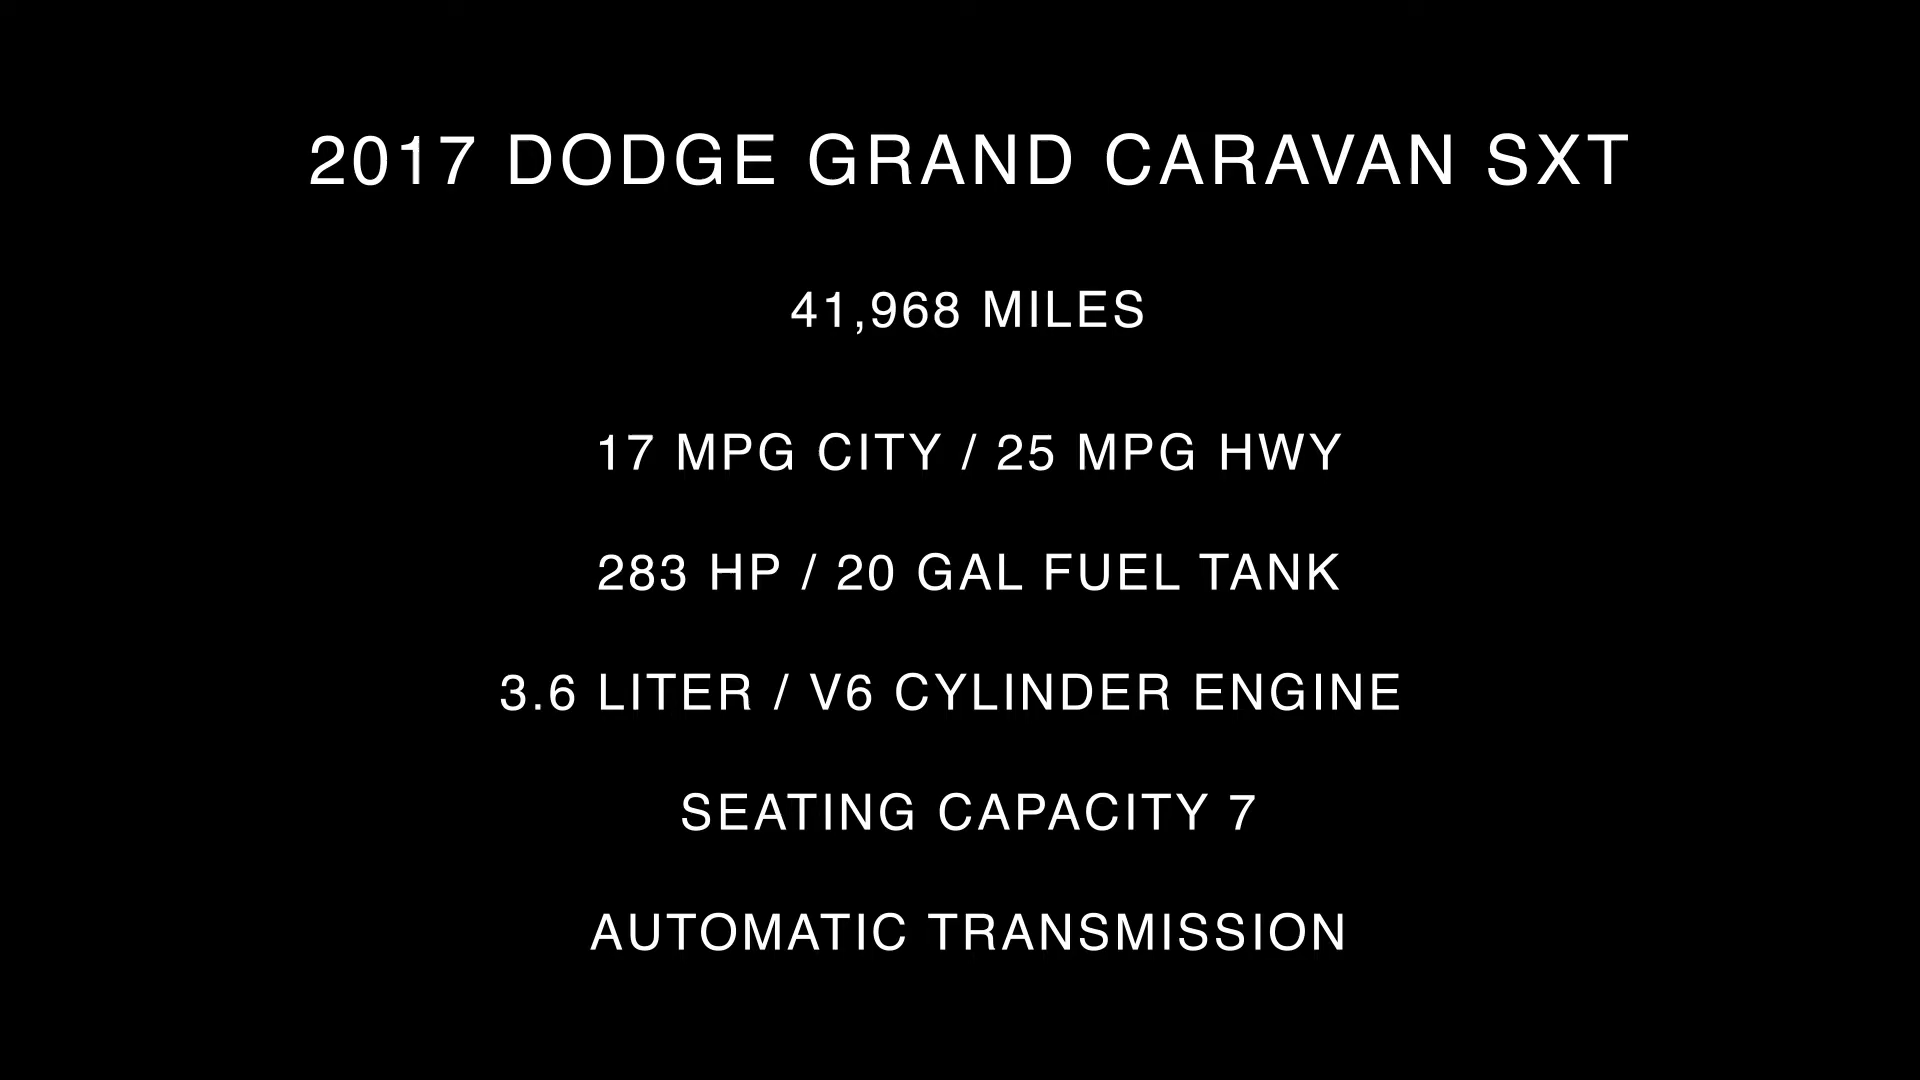 2017 DODGE GRAND CARAVAN SXT
41,968 MILES
17 MPG CITY / 25 MPG HWY
283 HP / 20 GAL FUEL TANK
3.6 LITER / V6 CYLINDER ENGINE
SEATING CAPACITY 7
AUTOMATIC TRANSMISSION